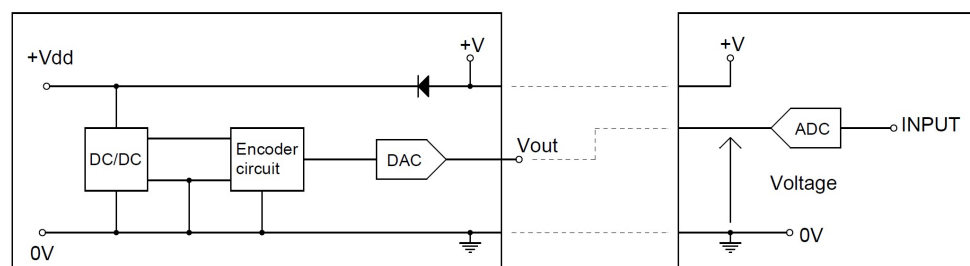 +Vdd
+V
DC/DC
Encoder
circuit
DAC
Vout
0V
+V
ADC
INPUT
Voltage
0V